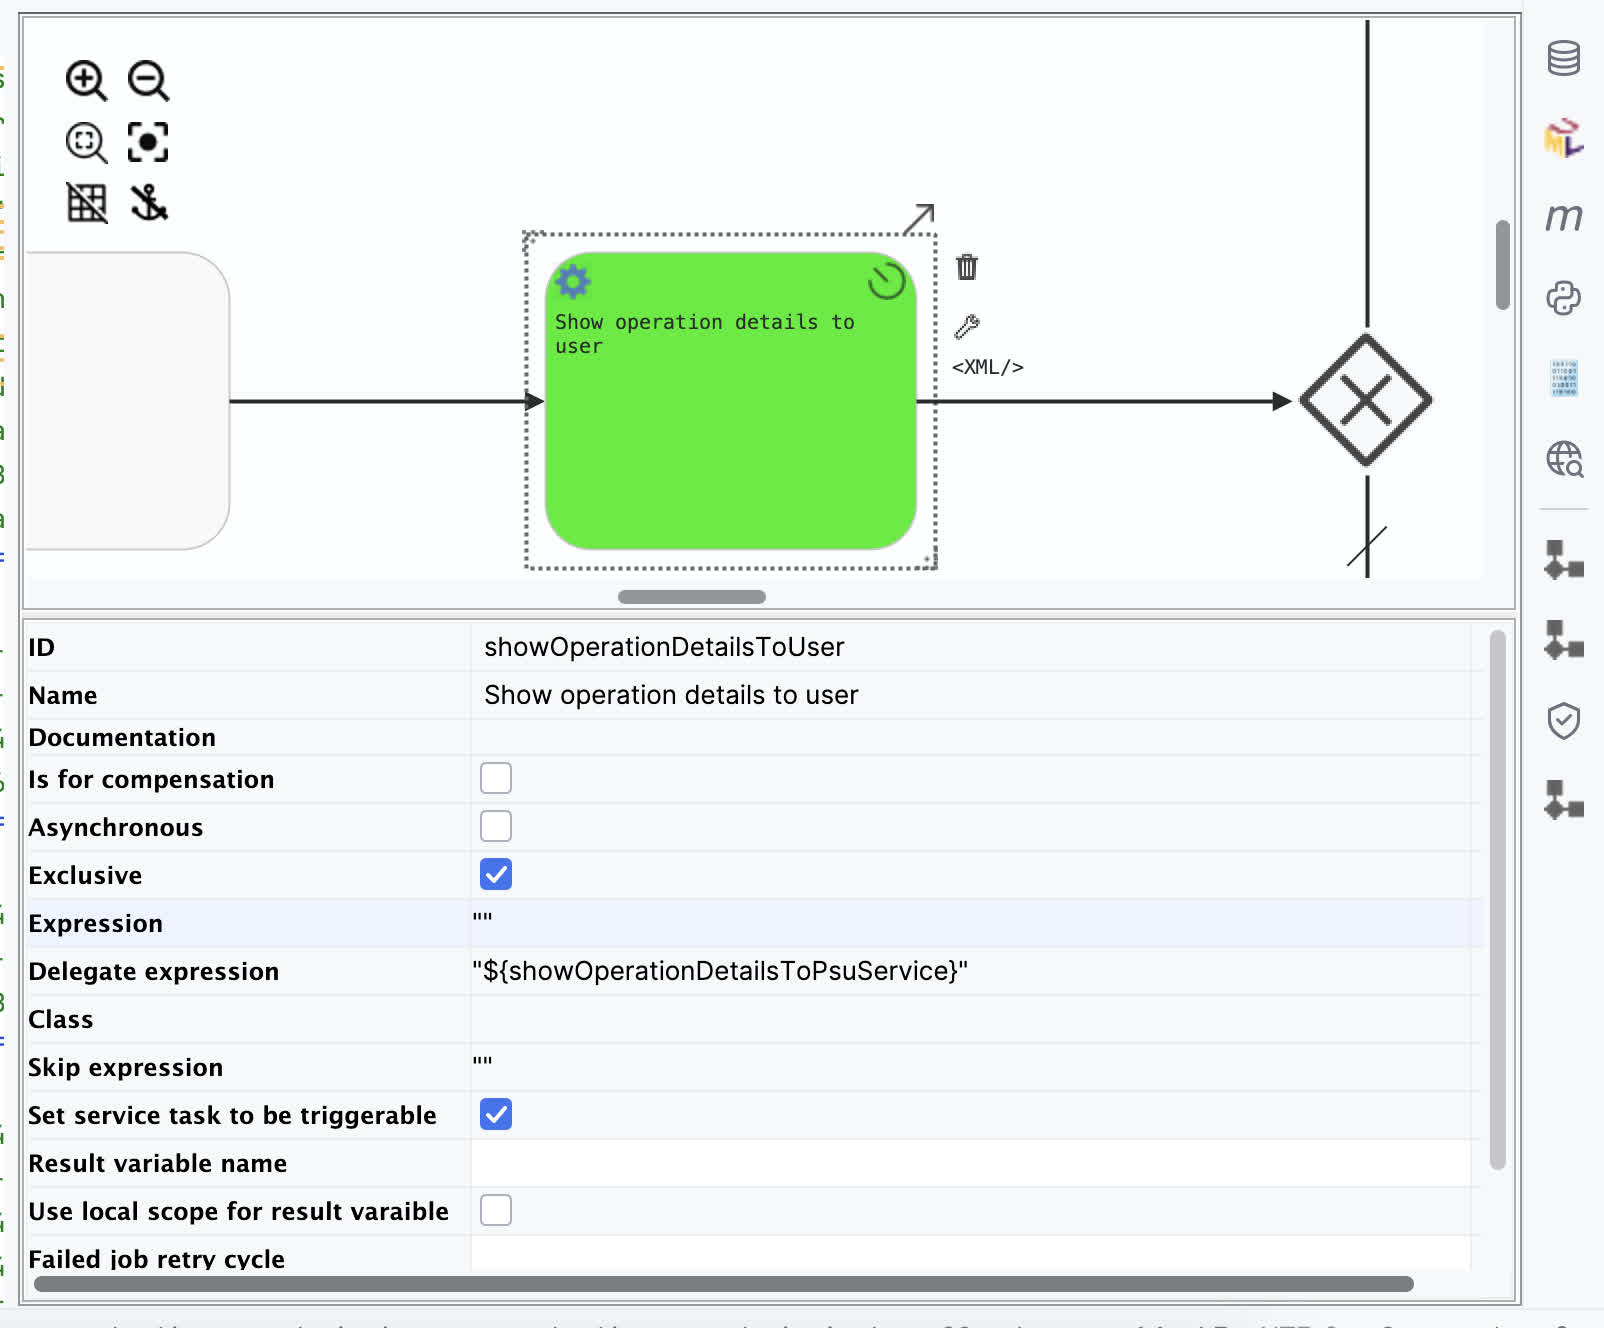 Show operation details to
user
<XML/>
ID showOperationDetailsToUser
Name Show operation details to user
Documentation
Is for compensation
Asynchronous
Exclusive
Expression ""
Delegate expression "${showOperationDetailsToPsuService}"
Class
Skip expression ""
Set service task to be triggerable
Result variable name
Use local scope for result varaible
Failed job retry cycle